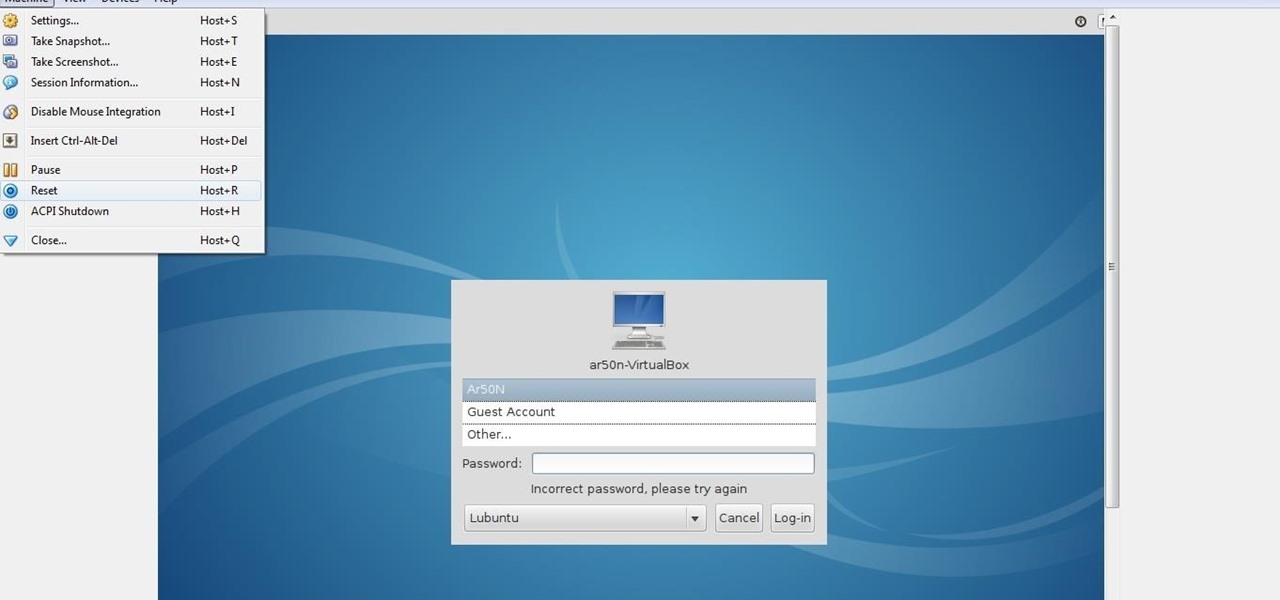 Machine View Devices Help
Settings... Host+S
Take Snapshot... Host+T
Take Screenshot... Host+E
Session Information... Host+N
Disable Mouse Integration Host+I
Insert Ctrl-Alt-Del Host+Del
Pause Host+P
Reset Host+R
ACPI Shutdown Host+H
Close... Host+Q
ar50n-VirtualBox
Ar50N
Guest Account
Other...
Password:
Incorrect password, please try again
Lubuntu Cancel Log-in